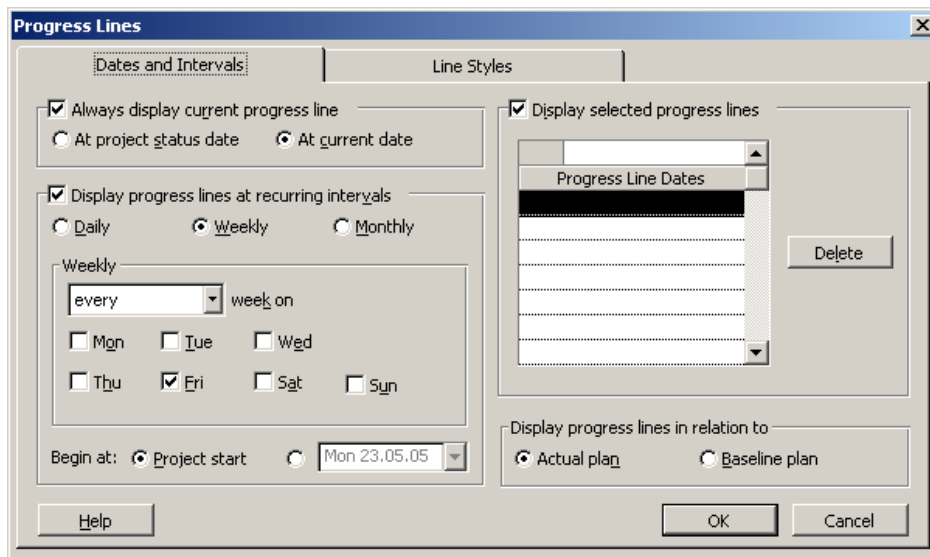 Progress Lines
Dates and Intervals
Line Styles
Always display current progress line
At project status date
At current date
Display progress lines at recurring intervals
Daily
Weekly
Monthly
Weekly
every
week on
Mon
Tue
Wed
Thu
Fri
Sat
Sun
Begin at:
Project start
Mon 23.05.05
Display selected progress lines
Progress Line Dates
Delete
Display progress lines in relation to
Actual plan
Baseline plan
Help
OK
Cancel